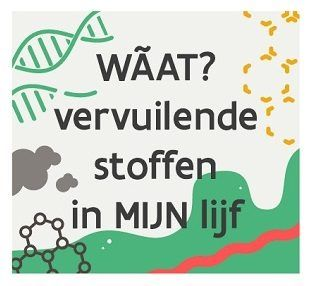 WÃAT?
vervuilende
stoffen
in MIJN lijf